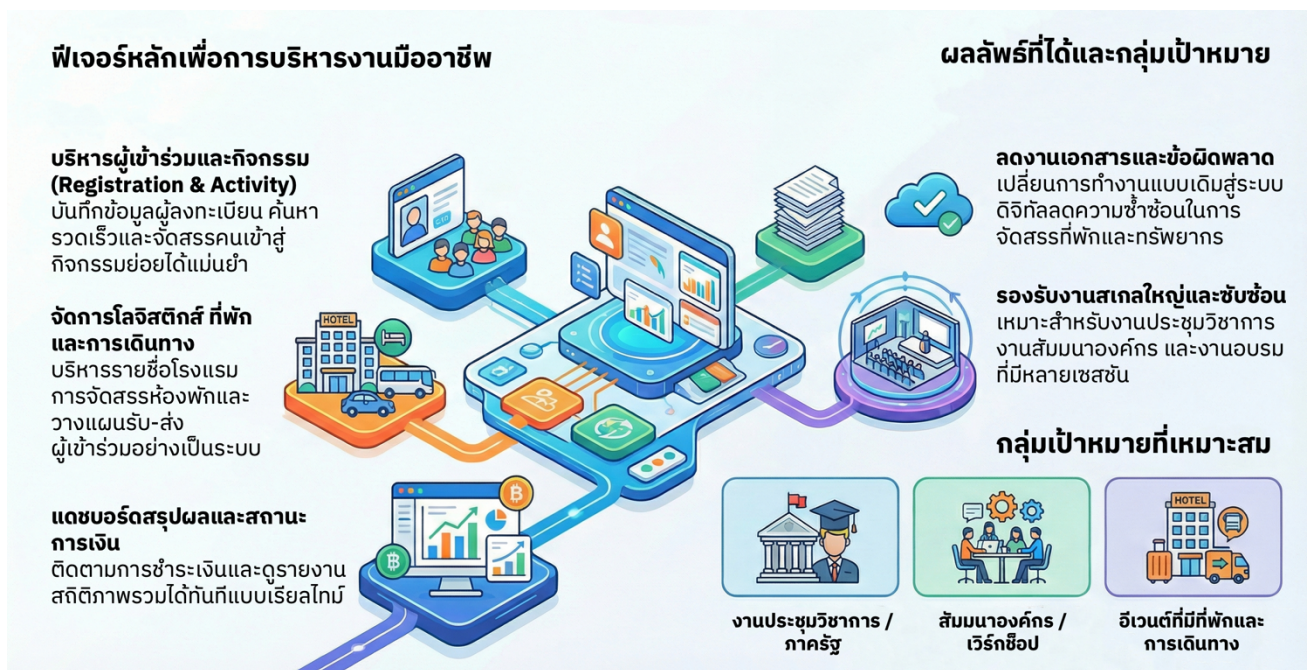 ฟีเจอร์หลักเพื่อการบริหารงานมืออาชีพ
บริหารผู้เข้าร่วมและกิจกรรม
(Registration & Activity)
บันทึกข้อมูลผู้ลงทะเบียน ค้นหา
รวดเร็วและจัดสรรคนเข้าสู่
กิจกรรมย่อยได้แม่นยำ
จัดการโลจิสติกส์ ที่พัก
และการเดินทาง
บริหารรายชื่อโรงแรม
การจัดสรรห้องพักและ
วางแผนรับ-ส่ง
ผู้เข้าร่วมอย่างเป็นระบบ
HOTEL
แดชบอร์ดสรุปผลและสถานะ
การเงิน
ติดตามการชำระเงินและดูรายงาน
สถิติภาพรวมได้ทันทีแบบเรียลไทม์
ผลลัพธ์ที่ได้และกลุ่มเป้าหมาย
ลดงานเอกสารและข้อผิดพลาด
เปลี่ยนการทำงานแบบเดิมสู่ระบบ
ดิจิทัลลดความซ้ำซ้อนในการ
จัดสรรที่พักและทรัพยากร
รองรับงานสเกลใหญ่และซับซ้อน
เหมาะสำหรับงานประชุมวิชาการ
งานสัมมนาองค์กร และงานอบรม
ที่มีหลายเซสชัน
กลุ่มเป้าหมายที่เหมาะสม
HOTEL
งานประชุมวิชาการ /
ภาครัฐ
สัมมนาองค์กร /
เวิร์กช็อป
อีเวนต์ที่มีที่พักและ
การเดินทาง